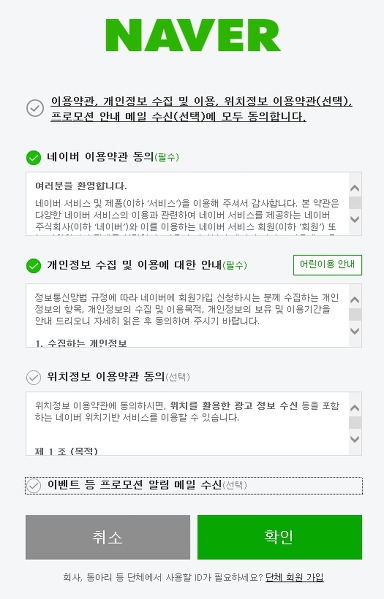 NAVER
이용약관, 개인정보 수집 및 이용, 위치정보 이용약관(선택),
프로모션 안내 메일 수신(선택)에 모두 동의합니다.
네이버 이용약관 동의(필수)
여러분을 환영합니다.
네이버 서비스 및 제품(이하 ‘서비스’)을 이용해 주셔서 감사합니다. 본 약관은
다양한 네이버 서비스의 이용과 관련하여 네이버 서비스를 제공하는 네이버
주식회사(이하 ‘네이버’)와 이를 이용하는 네이버 서비스 회원(이하 ‘회원’) 또
개인정보 수집 및 이용에 대한 안내(필수)
어린이용 안내
정보통신망법 규정에 따라 네이버에 회원가입 신청하시는 분께 수집하는 개인
정보의 항목, 개인정보의 수집 및 이용목적, 개인정보의 보유 및 이용기간을
안내 드리오니 자세히 읽은 후 동의하여 주시기 바랍니다.
1. 수집하는 개인정보
위치정보 이용약관 동의(선택)
위치정보 이용약관에 동의하시면, 위치를 활용한 광고 정보 수신 등을 포함
하는 네이버 위치기반 서비스를 이용할 수 있습니다.
제 1 조 (목적)
이벤트 등 프로모션 알림 메일 수신(선택)
취소
확인
회사, 동아리 등 단체에서 사용할 ID가 필요하세요? 단체 회원 가입